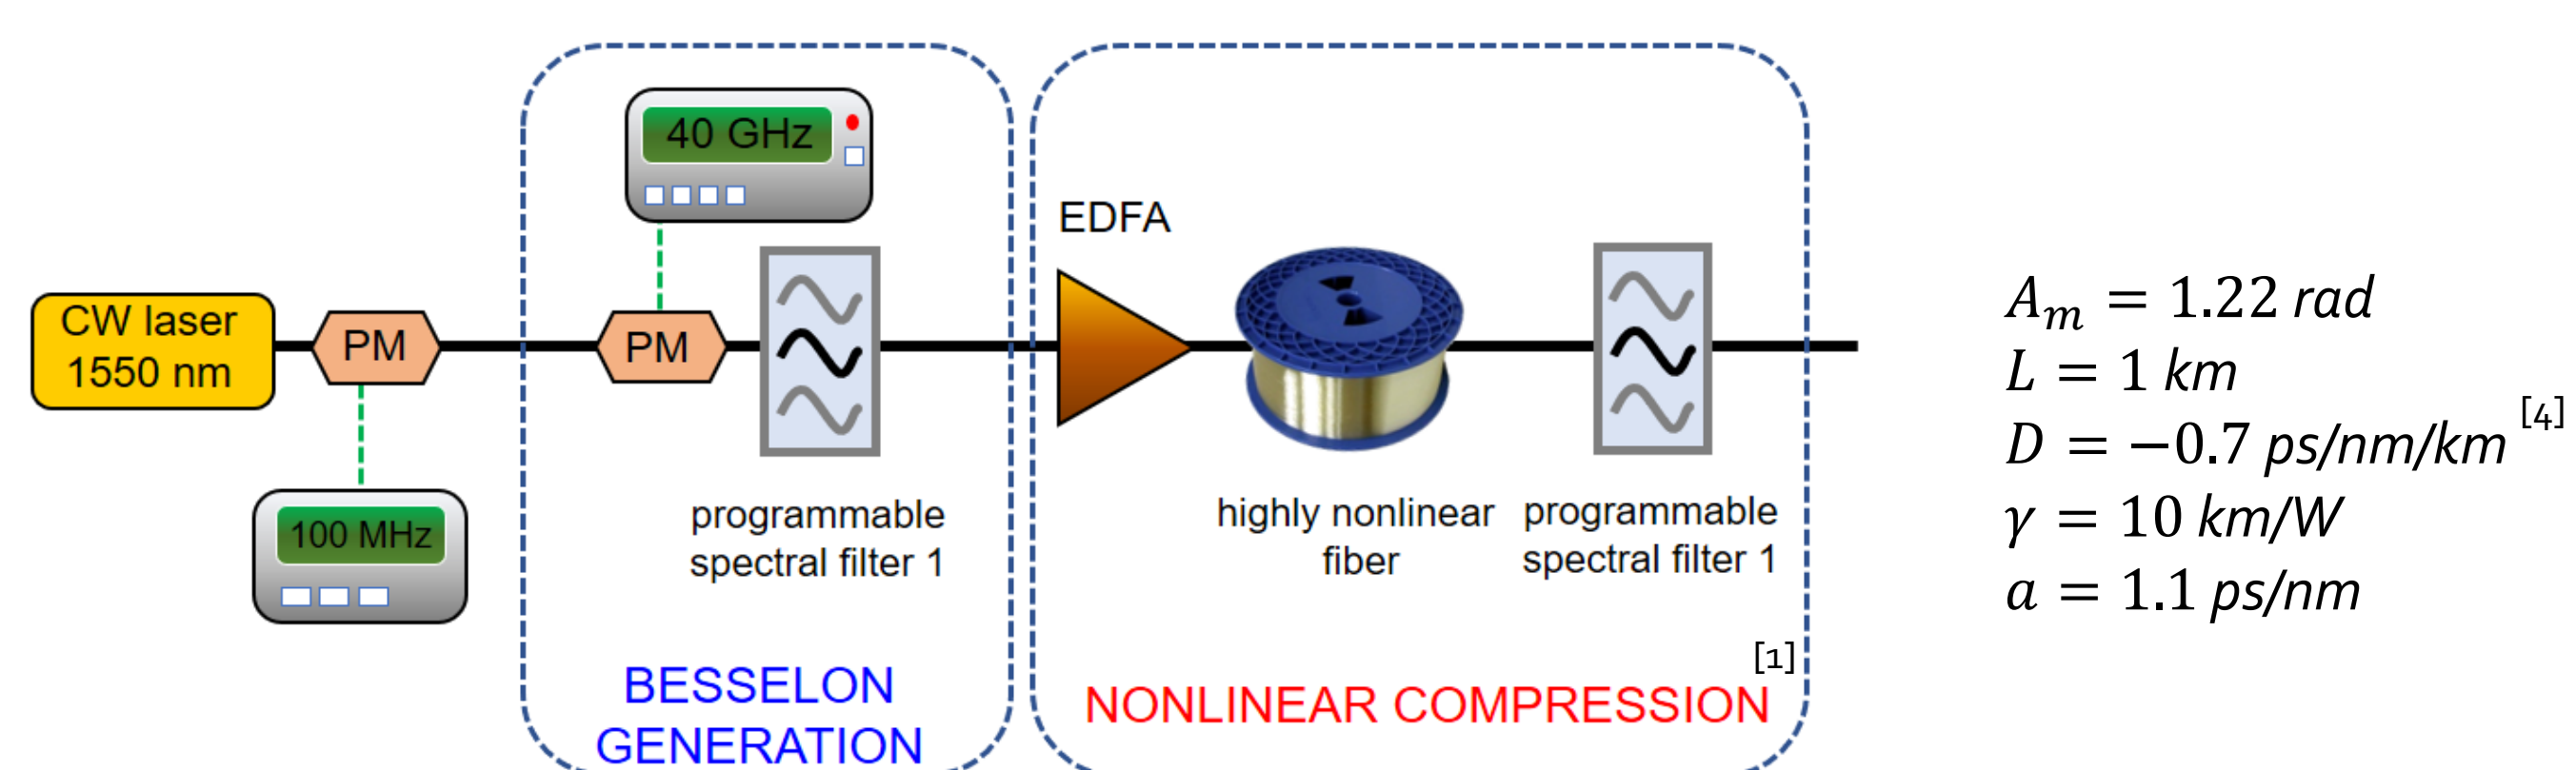 40 GHz
EDFA
CW laser
1550 nm
PM
PM
100 MHz
programmable
spectral filter 1
highly nonlinear
fiber
programmable
spectral filter 1
BESSELON
GENERATION
NONLINEAR COMPRESSION [1]
A_m = 1.22 rad
L = 1 km
D = −0.7 ps/nm/km [4]
γ = 10 km/W
a = 1.1 ps/nm